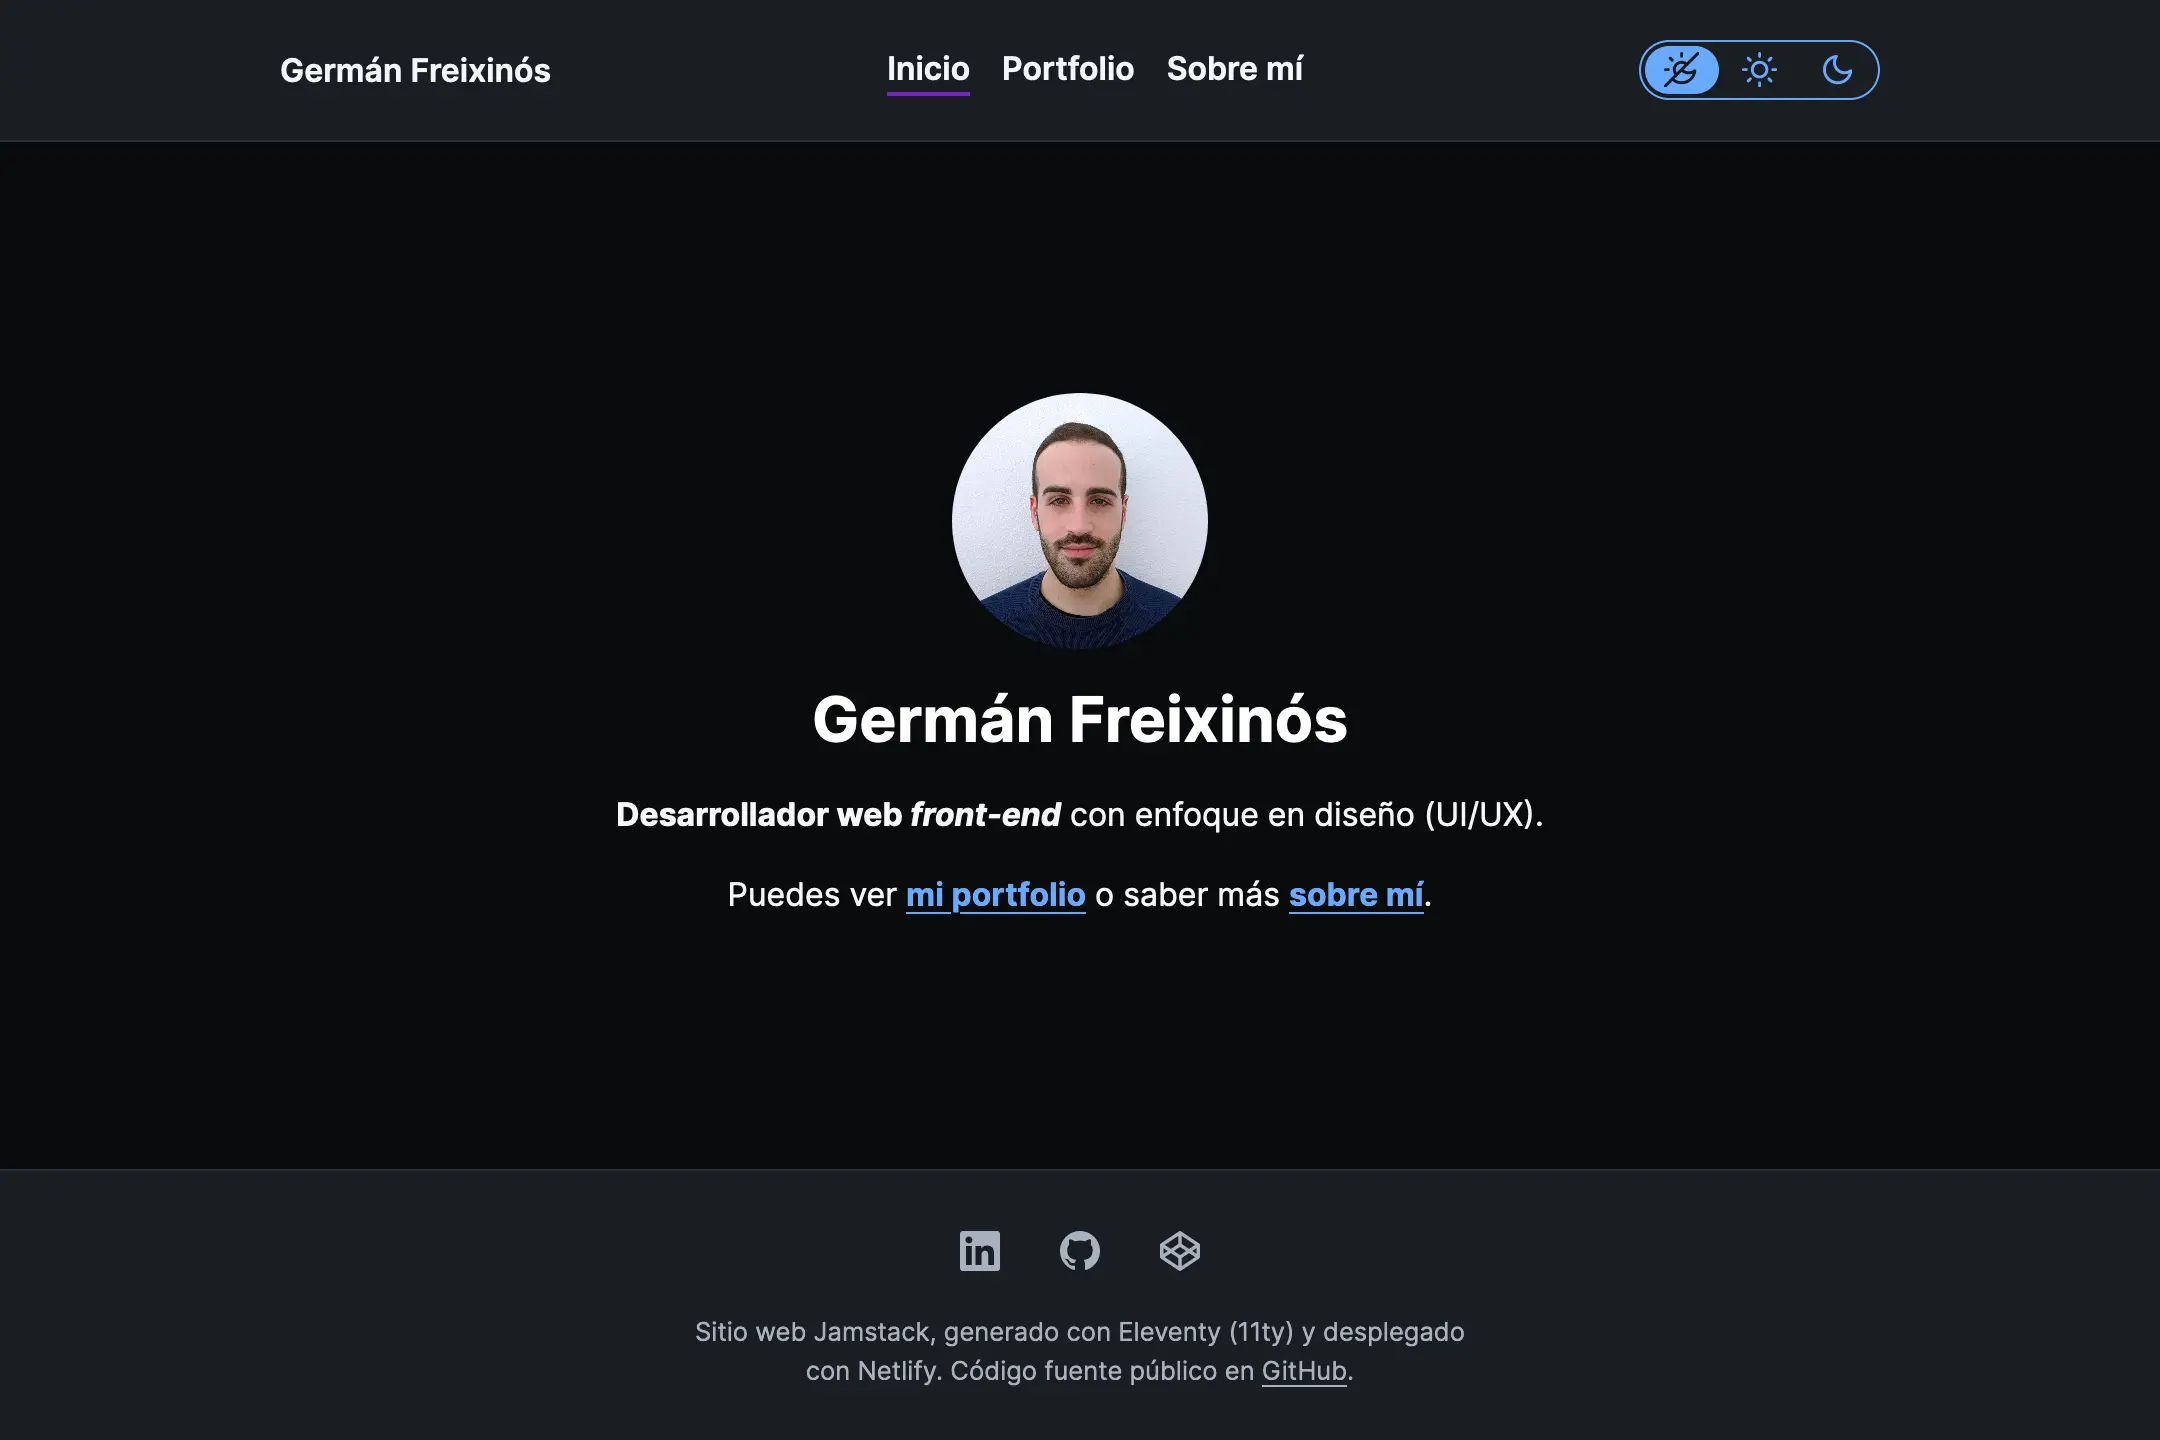 Germán Freixinós
Inicio Portfolio Sobre mí
Germán Freixinós
Desarrollador web front-end con enfoque en diseño (UI/UX).
Puedes ver mi portfolio o saber más sobre mí.
in
Sitio web Jamstack, generado con Eleventy (11ty) y desplegado
con Netlify. Código fuente público en GitHub.